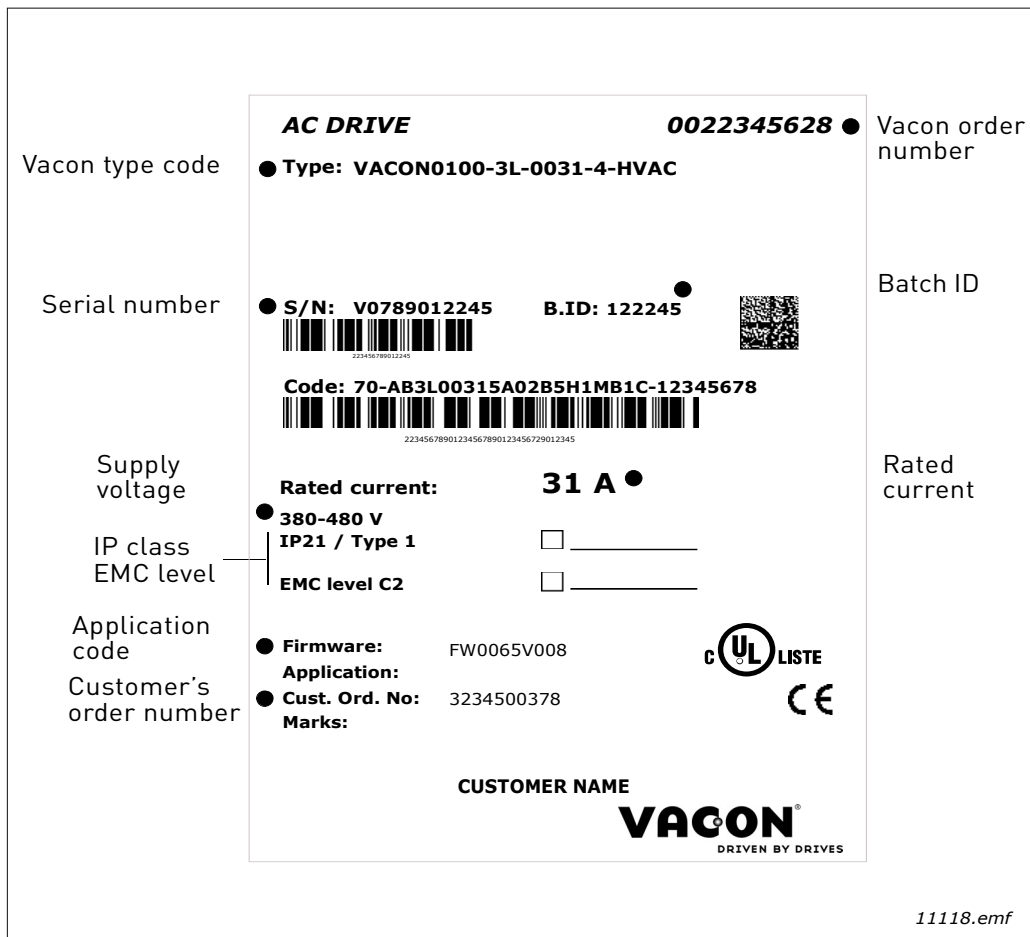 AC DRIVE 0022345628
Vacon order number
Vacon type code
Type: VACON0100-3L-0031-4-HVAC
Batch ID
Serial number
S/N: V0789012245 B.ID: 122245
223456789012245
Code: 70-AB3L00315A02B5H1MB1C-12345678
22345678901234567890123456729012345
Supply voltage
Rated current: 31 A
Rated current
380-480 V
IP21 / Type 1
IP class
EMC level
EMC level C2
Application code
Firmware: FW0065V008
Application:
C UL LISTE
Customer's order number
Cust. Ord. No: 3234500378
CE
Marks:
CUSTOMER NAME
VACON®
DRIVEN BY DRIVES
11118.emf